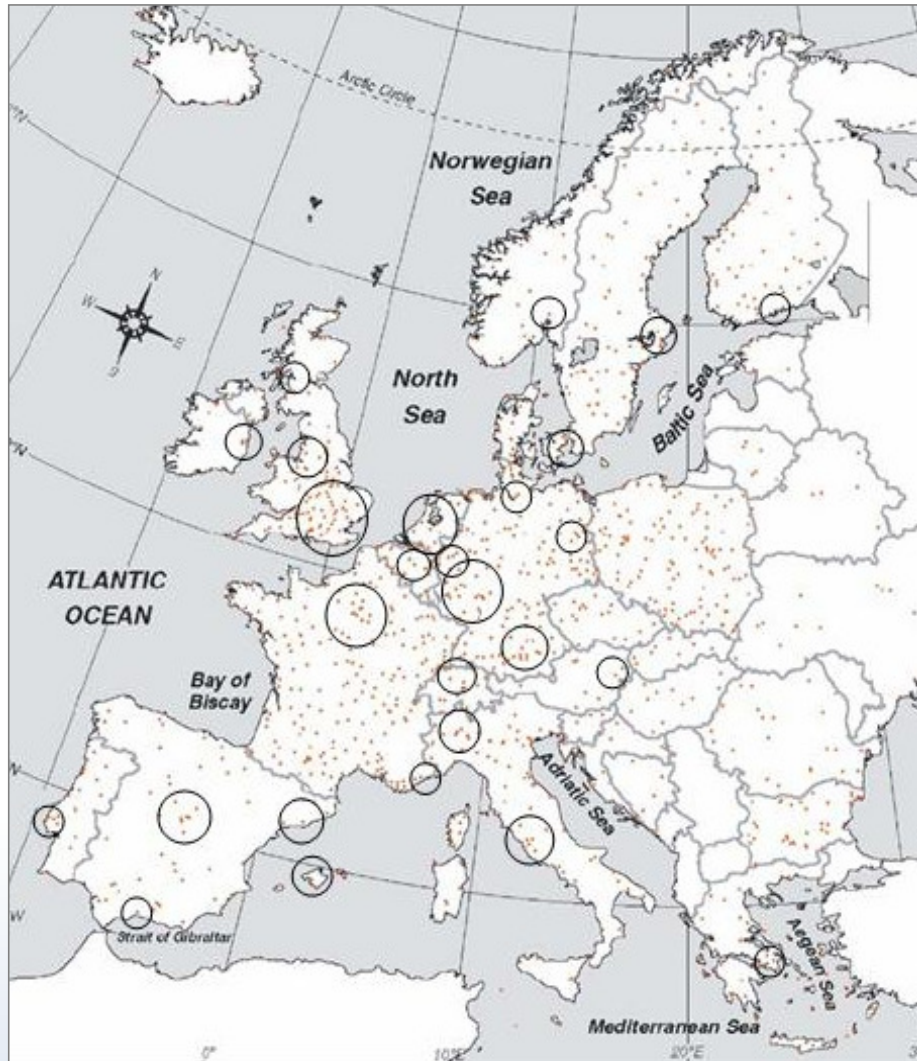 Arctic Circle
Norwegian
Sea
N
W
E
S
North
Sea
Baltic Sea
ATLANTIC
OCEAN
Bay of
Biscay
Adriatic Sea
Strait of Gibraltar
Aegean Sea
Mediterranean Sea
0°
10°E
20°E